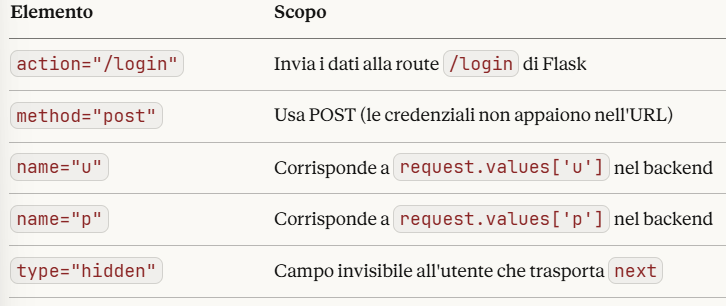 Elemento Scopo
action="/login" Invia i dati alla route /login di Flask
method="post" Usa POST (le credenziali non appaiono nell'URL)
name="u" Corrisponde a request.values['u'] nel backend
name="p" Corrisponde a request.values['p'] nel backend
type="hidden" Campo invisibile all'utente che trasporta next